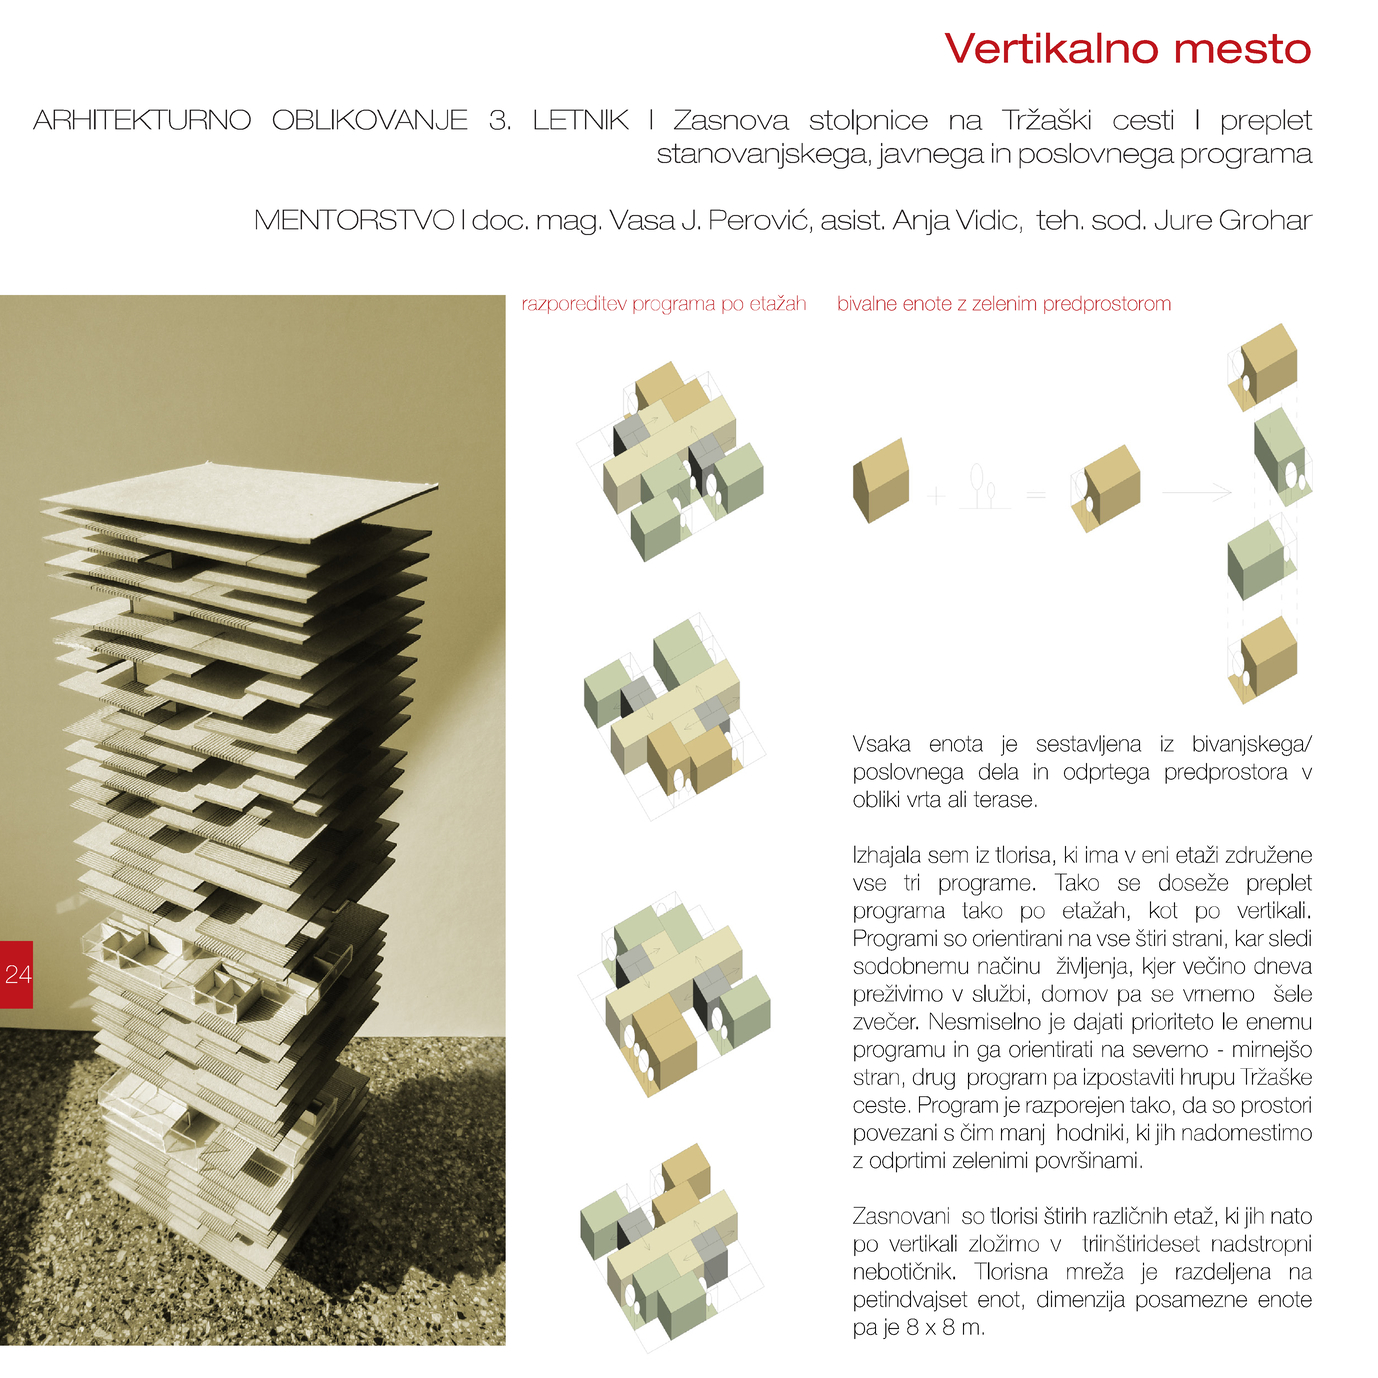 Vertikalno mesto
ARHITEKTURNO OBLIKOVANJE 3. LETNIK I Zasnova stolpnice na Tržaški cesti I preplet
stanovanjskega, javnega in poslovnega programa
MENTORSTVO I doc. mag. Vasa J. Perović, asist. Anja Vidic, teh. sod. Jure Grohar
razporeditev programa po etažah
bivalne enote z zelenim predprostorom
Vsaka enota je sestavljena iz bivanjskega/
poslovnega dela in odprtega predprostora v
obliki vrta ali terase.
Izhajala sem iz tlorisa, ki ima v eni etaži združene
vse tri programe. Tako se doseže preplet
programa tako po etažah, kot po vertikali.
Programi so orientirani na vse štiri strani, kar sledi
sodobnemu načinu življenja, kjer večino dneva
preživimo v službi, domov pa se vrnemo šele
zvečer. Nesmiselno je dajati prioriteto le enemu
programu in ga orientirati na severno - mirnejšo
stran, drug program pa izpostaviti hrupu Tržaške
ceste. Program je razporejen tako, da so prostori
povezani s čim manj hodniki, ki jih nadomestimo
z odprtimi zelenimi površinami.
Zasnovani so tlorisi štirih različnih etaž, ki jih nato
po vertikali zložimo v triinštirideset nadstropni
nebotičnik. Tlorisna mreža je razdeljena na
petindvajset enot, dimenzija posamezne enote
pa je 8 x 8 m.
24